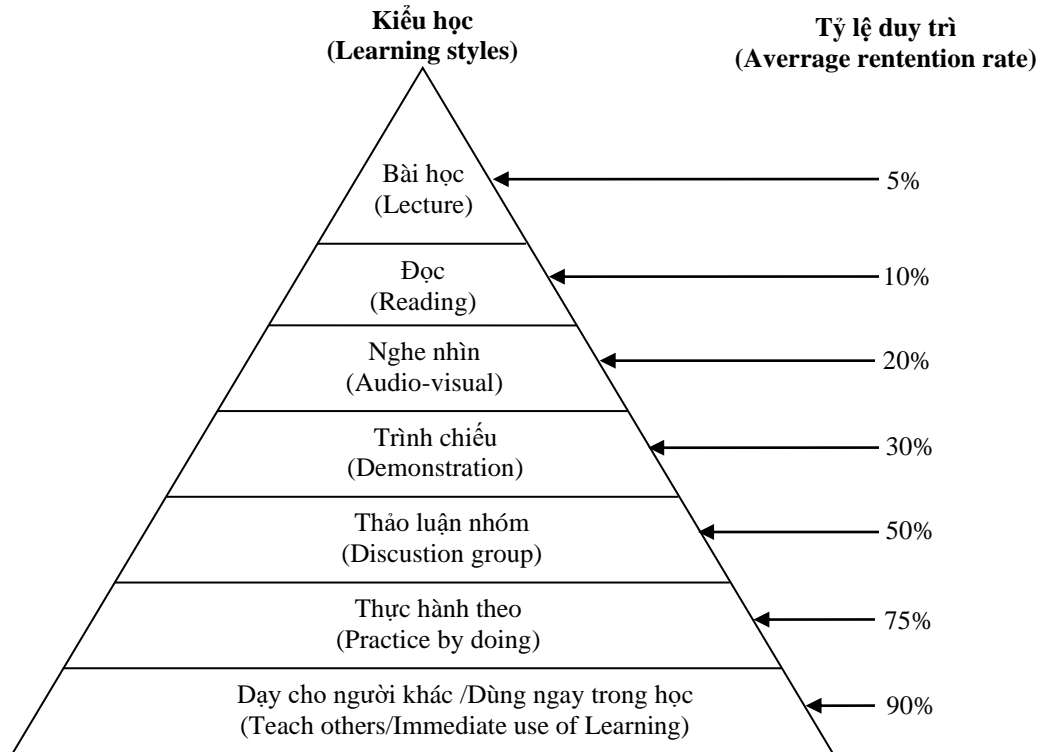 Kiểu học
(Learning styles)
Tỷ lệ duy trì
(Averrage rentention rate)
Bài học
(Lecture)
5%
Đọc
(Reading)
10%
Nghe nhìn
(Audio-visual)
20%
Trình chiếu
(Demonstration)
30%
Thảo luận nhóm
(Discustion group)
50%
Thực hành theo
(Practice by doing)
75%
Dạy cho người khác /Dùng ngay trong học
(Teach others/Immediate use of Learning)
90%